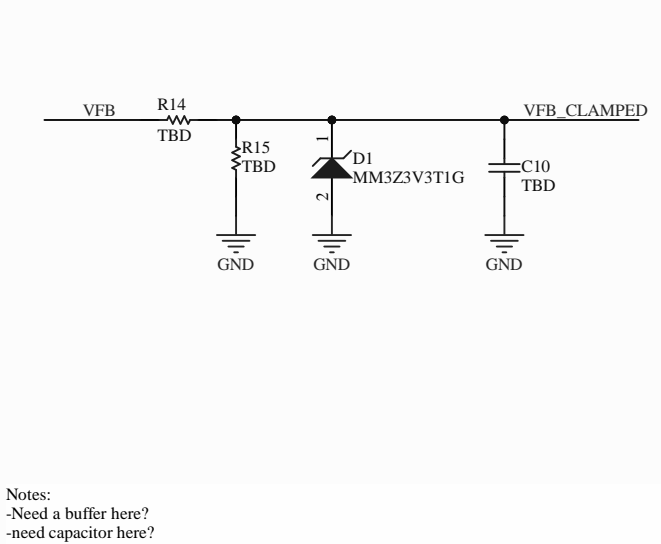 VFB
R14
TBD
R15
TBD
1
2
D1
MM3Z3V3T1G
VFB_CLAMPED
C10
TBD
GND
GND
GND
Notes:
-Need a buffer here?
-need capacitor here?